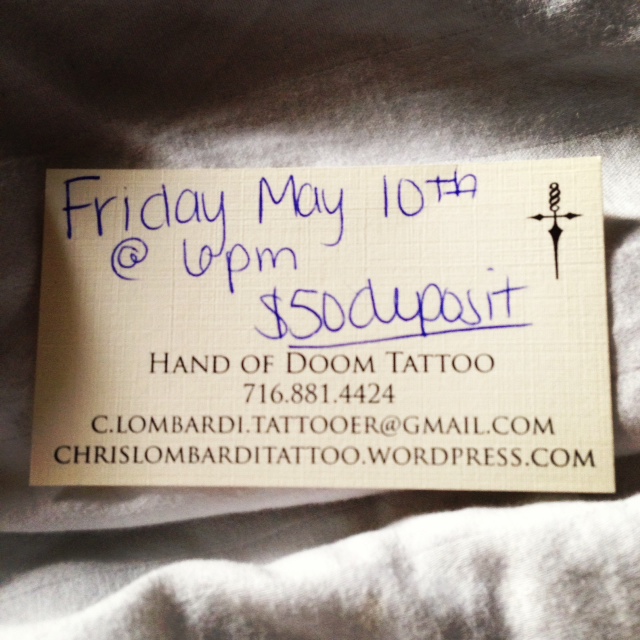 Friday May 10th
@ 6pm
$50 deposit
HAND OF DOOM TATTOO
716.881.4424
C.LOMBARDI.TATTOOER@GMAIL.COM
CHRISLOMBARDITATTOO.WORDPRESS.COM